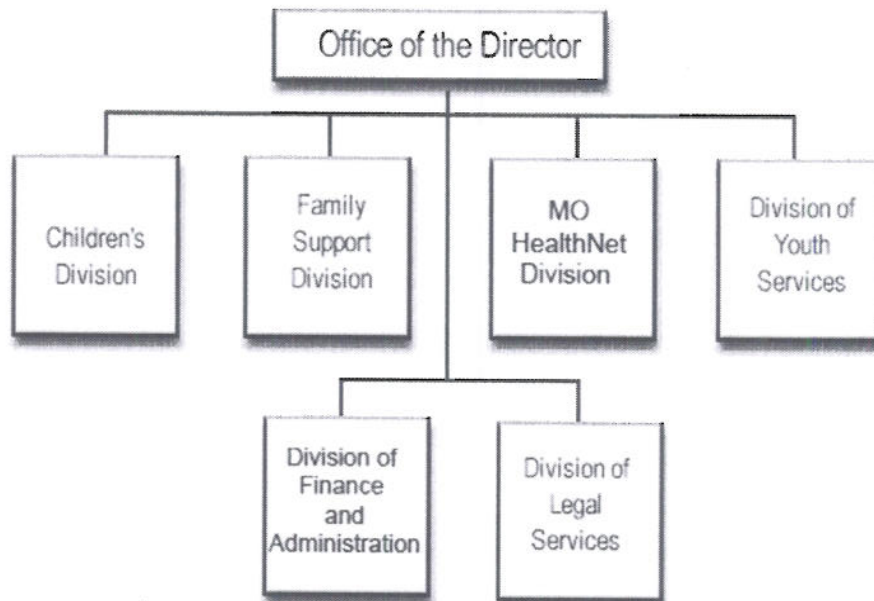 Office of the Director
Children's
Division
Family
Support
Division
MO
HealthNet
Division
Division of
Youth
Services
Division of
Finance
and
Administration
Division of
Legal
Services